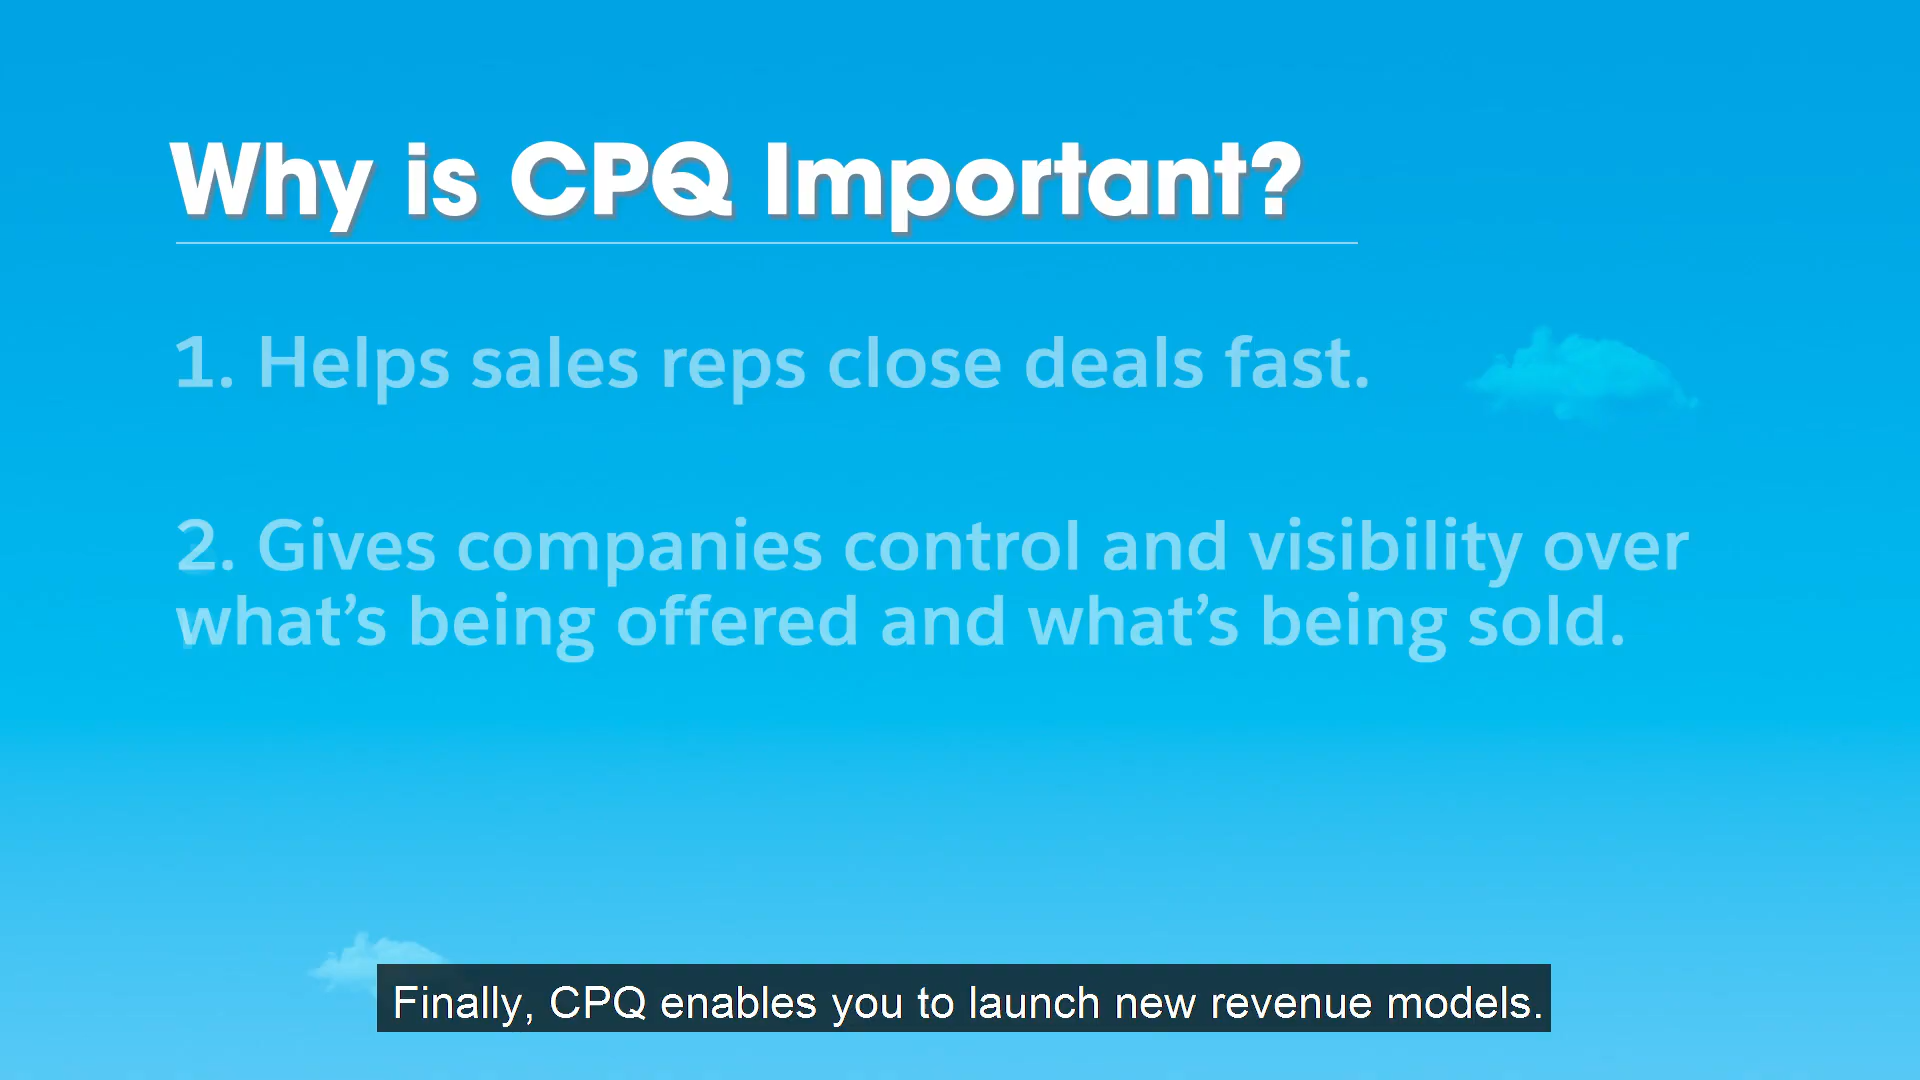 Why is CPQ Important?
1. Helps sales reps close deals fast.
2. Gives companies control and visibility over
what’s being offered and what’s being sold.
Finally, CPQ enables you to launch new revenue models.